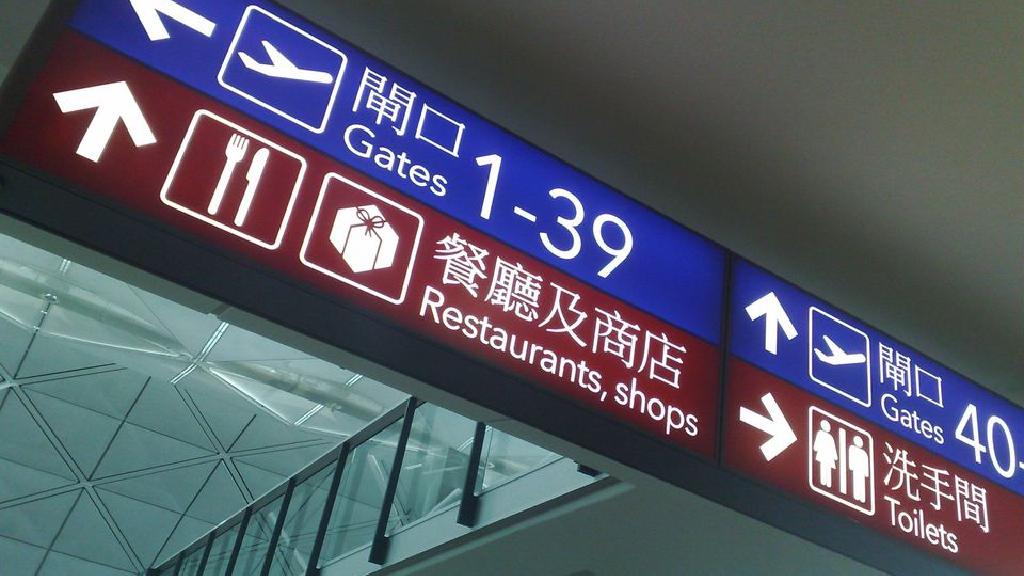 閘口
Gates 1-39
餐廳及商店
Restaurants, shops
閘口
Gates 40-
洗手間
Toilets